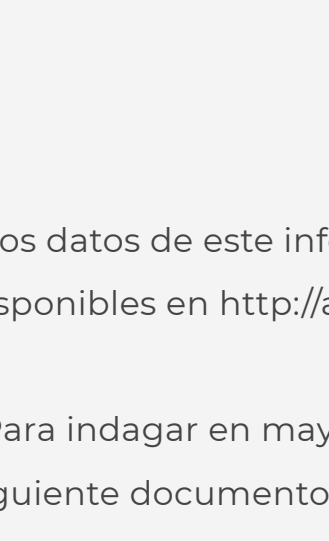 os datos de este inf
sponibles en http://a
Para indagar en may
guiente documento